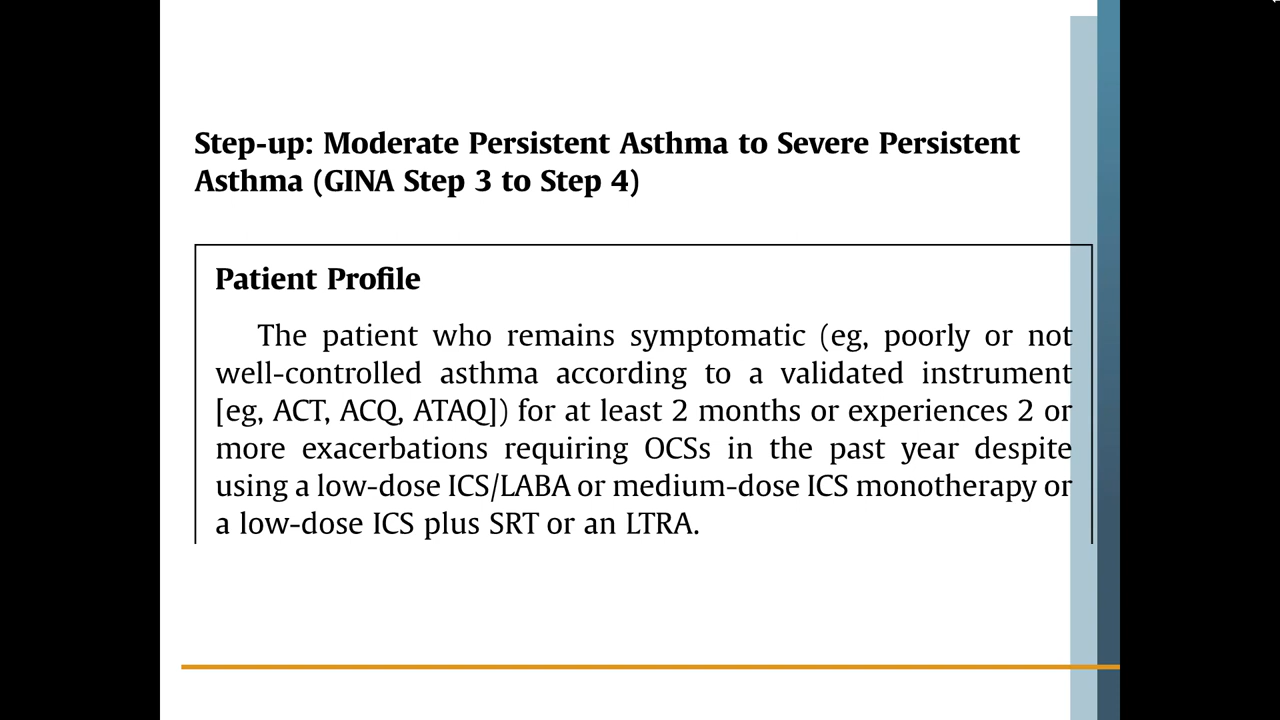 Step-up: Moderate Persistent Asthma to Severe Persistent
Asthma (GINA Step 3 to Step 4)
Patient Profile
The patient who remains symptomatic (eg, poorly or not
well-controlled asthma according to a validated instrument
[eg, ACT, ACQ, ATAQ]) for at least 2 months or experiences 2 or
more exacerbations requiring OCSs in the past year despite
using a low-dose ICS/LABA or medium-dose ICS monotherapy or
a low-dose ICS plus SRT or an LTRA.